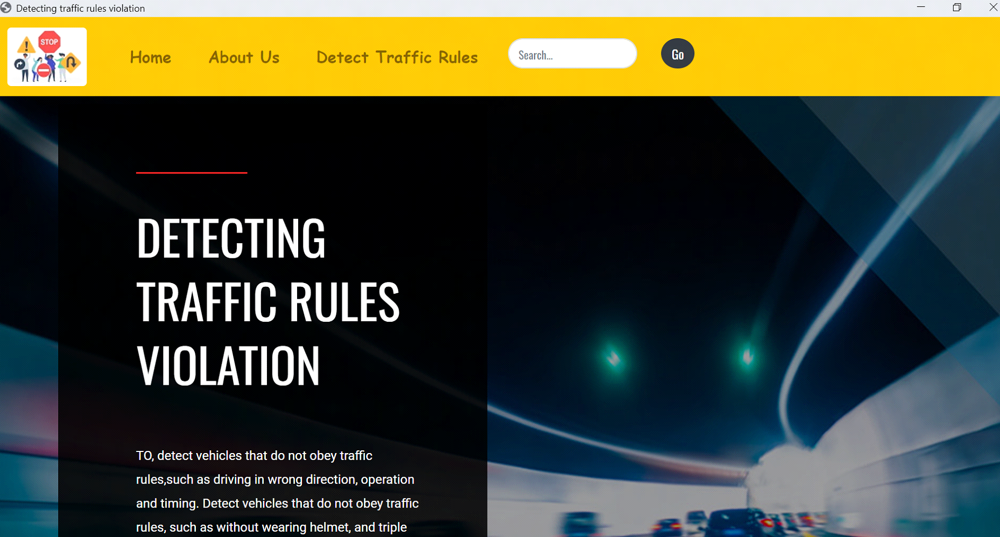 Detecting traffic rules violation
STOP
Home
About Us
Detect Traffic Rules
Search...
Go
DETECTING
TRAFFIC RULES
VIOLATION
TO, detect vehicles that do not obey traffic
rules,such as driving in wrong direction, operation
and timing. Detect vehicles that do not obey traffic
rules, such as without wearing helmet, and triple